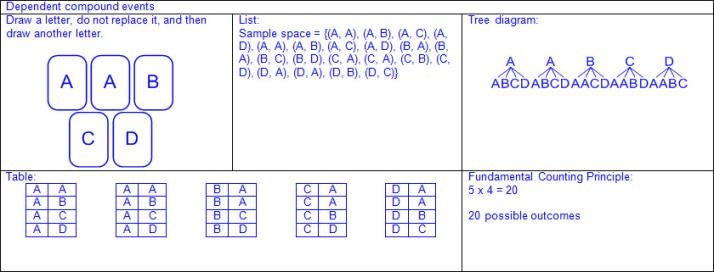 Dependent compound events
Draw a letter, do not replace it, and then
draw another letter.
A A B
C D
List:
Sample space = {(A, A), (A, B), (A, C), (A,
D), (A, A), (A, B), (A, C), (A, D), (B, A), (B,
A), (B, C), (B, D), (C, A), (C, A), (C, B), (C,
D), (D, A), (D, A), (D, B), (D, C)}
Tree diagram:
A A B C D
ABCDABCDAACDAABDAABC
Table:
A A A A B A C A D A
A B A B B A C A D A
A C A C B C C B D B
A D A D B D C D D C
Fundamental Counting Principle:
5 x 4 = 20
20 possible outcomes